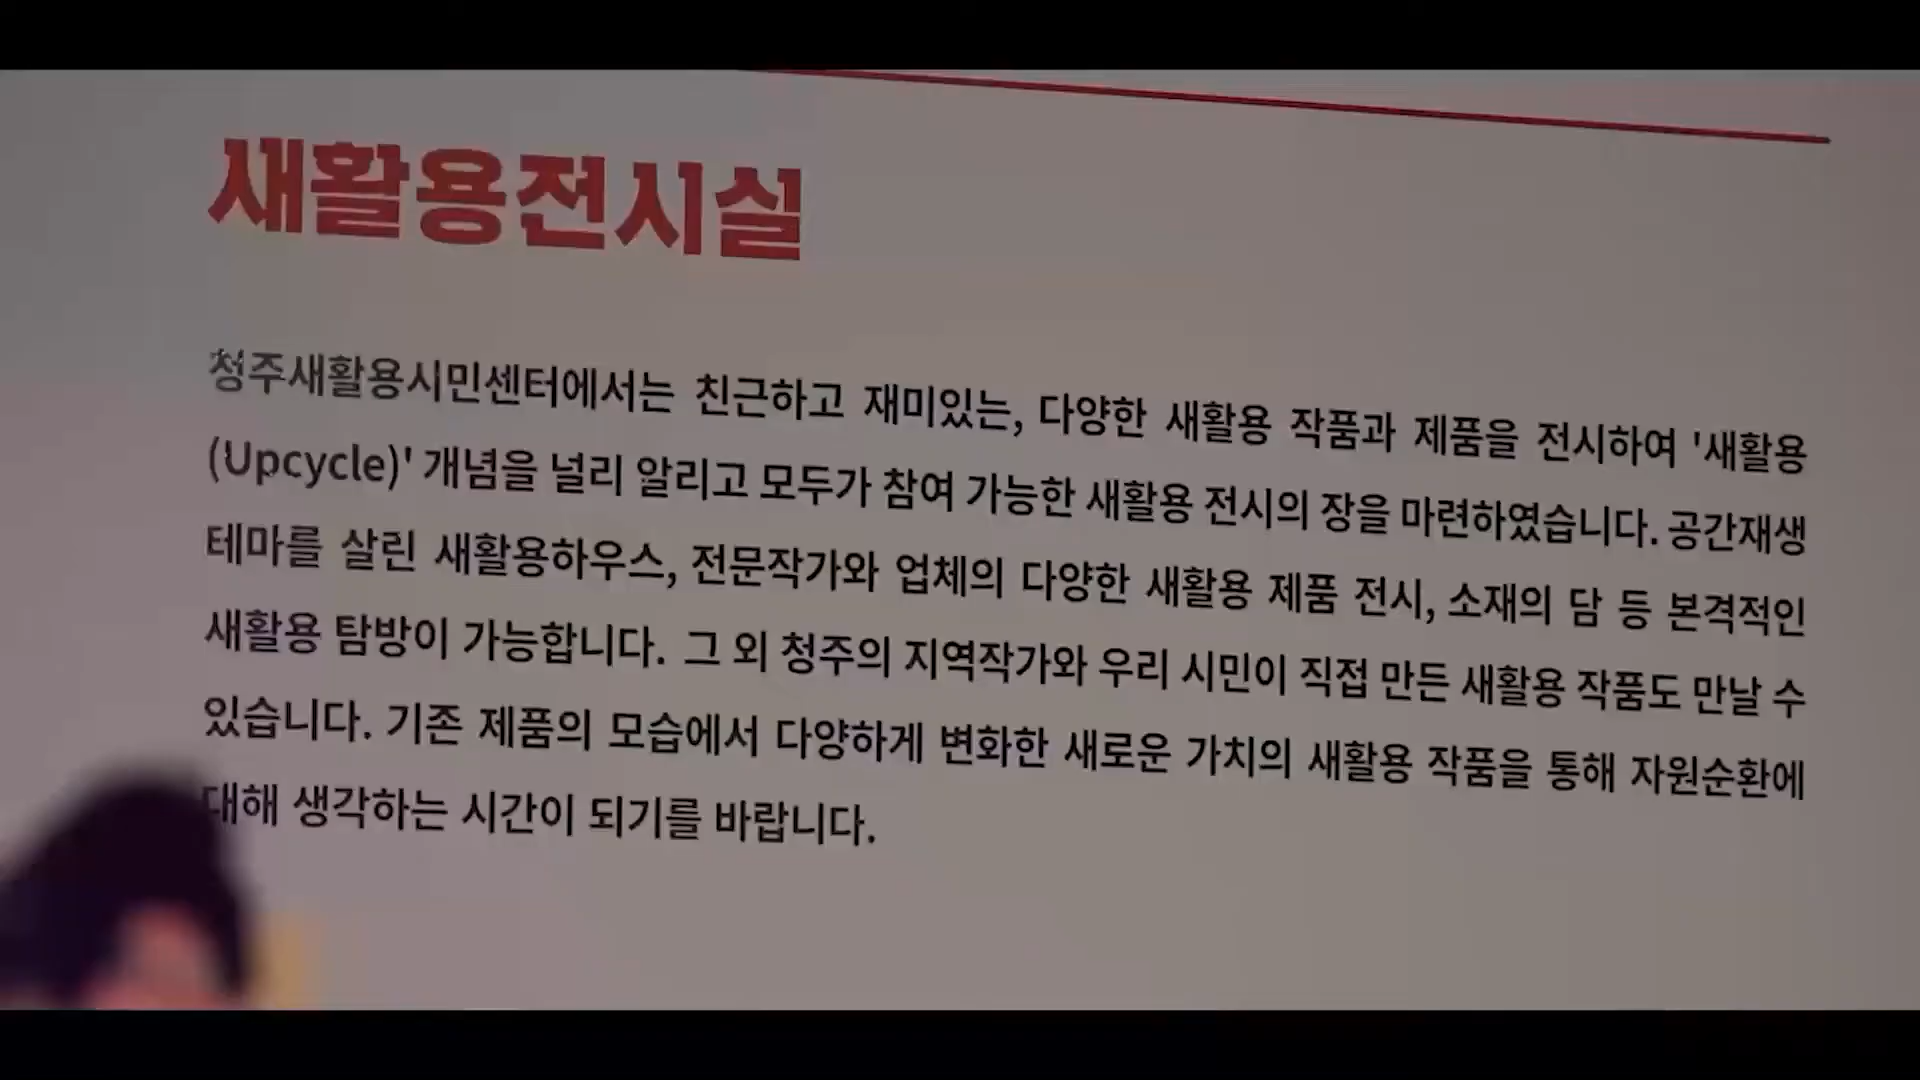 새활용전시실
청주새활용시민센터에서는 친근하고 재미있는, 다양한 새활용 작품과 제품을 전시하여 '새활용
(Upcycle)' 개념을 널리 알리고 모두가 참여 가능한 새활용 전시의 장을 마련하였습니다. 공간재생
테마를 살린 새활용하우스, 전문작가와 업체의 다양한 새활용 제품 전시, 소재의 담 등 본격적인
새활용 탐방이 가능합니다. 그 외 청주의 지역작가와 우리 시민이 직접 만든 새활용 작품도 만날 수
있습니다. 기존 제품의 모습에서 다양하게 변화한 새로운 가치의 새활용 작품을 통해 자원순환에
대해 생각하는 시간이 되기를 바랍니다.